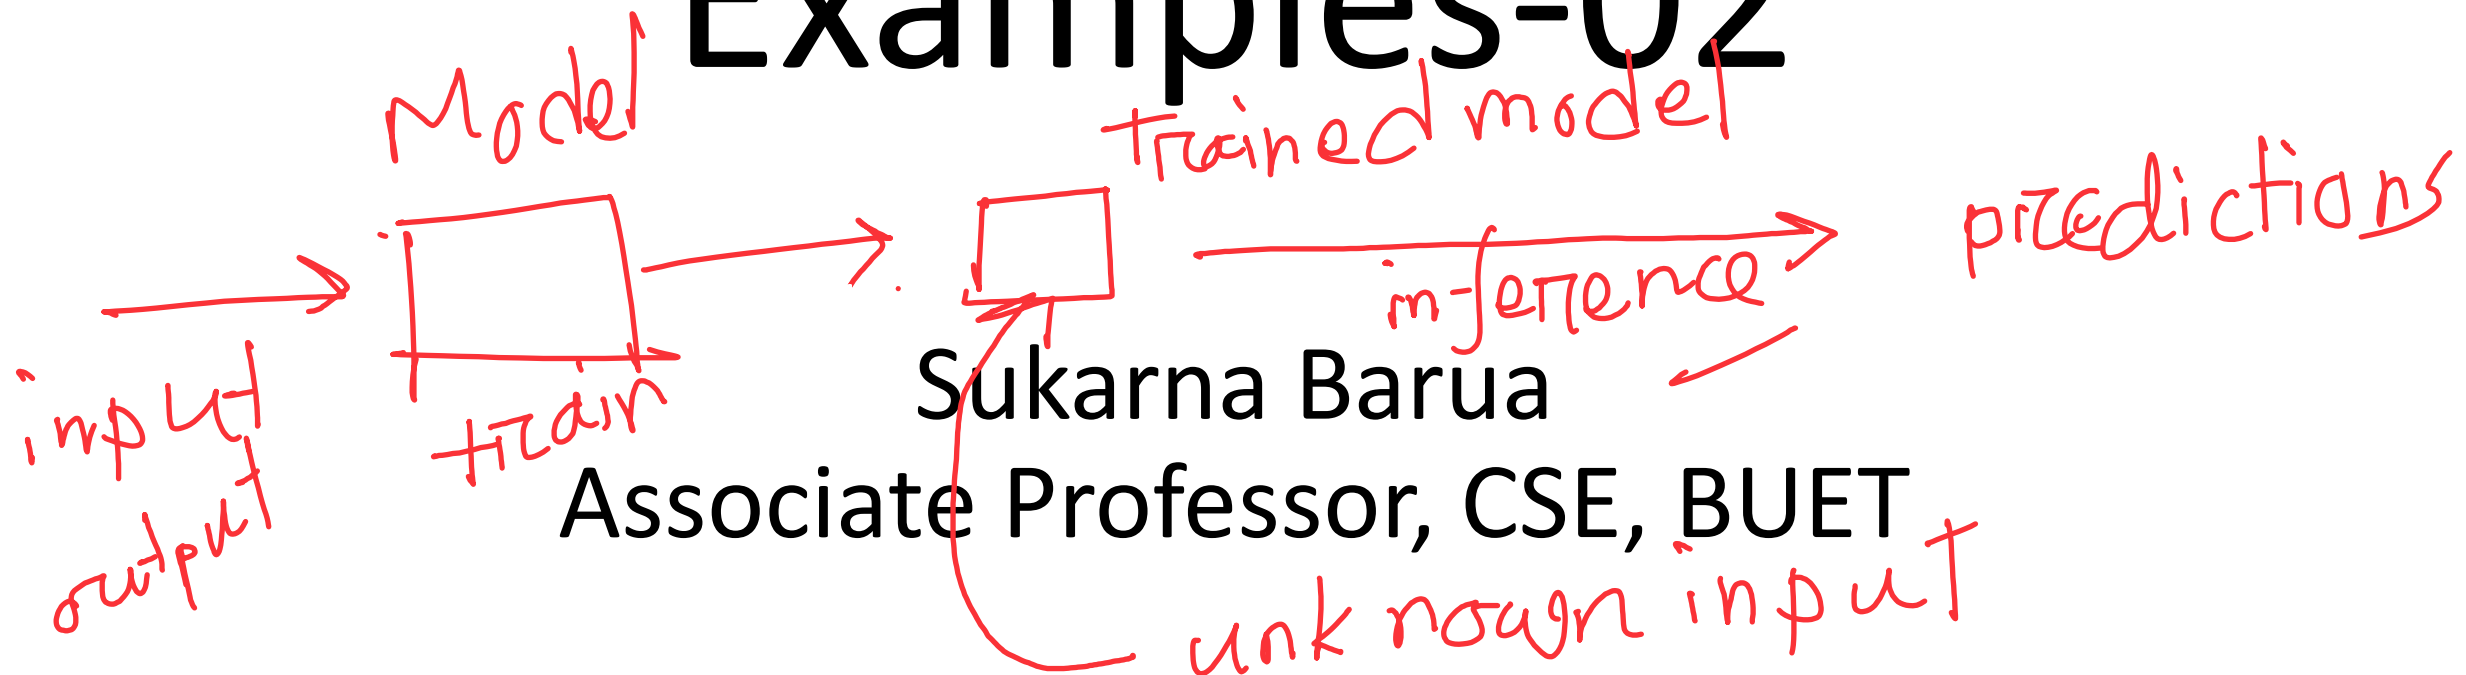 Examples-02
Model
trained model
predictions
inference
input
train
output
Sukarna Barua
Associate Professor, CSE, BUET
unknown input